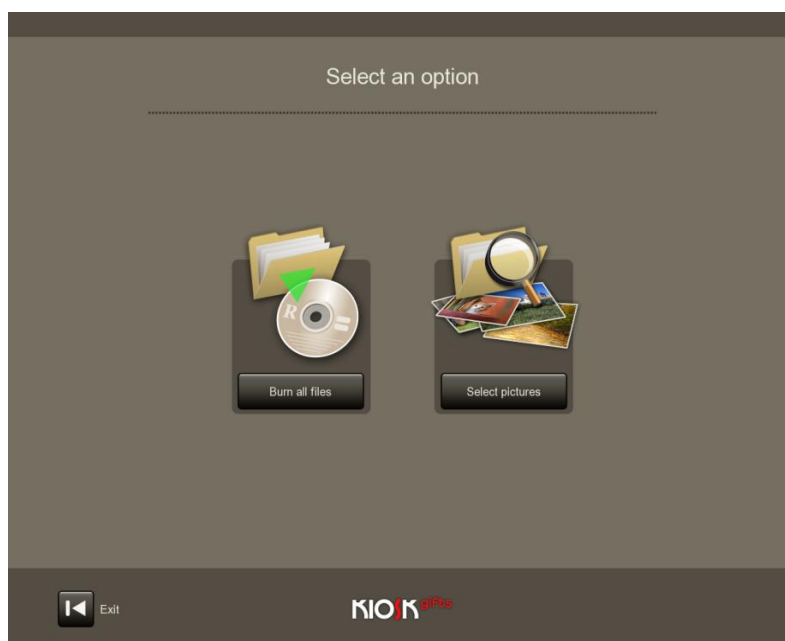 Select an option
R
Burn all files
Select pictures
Exit
KIOSK gifts